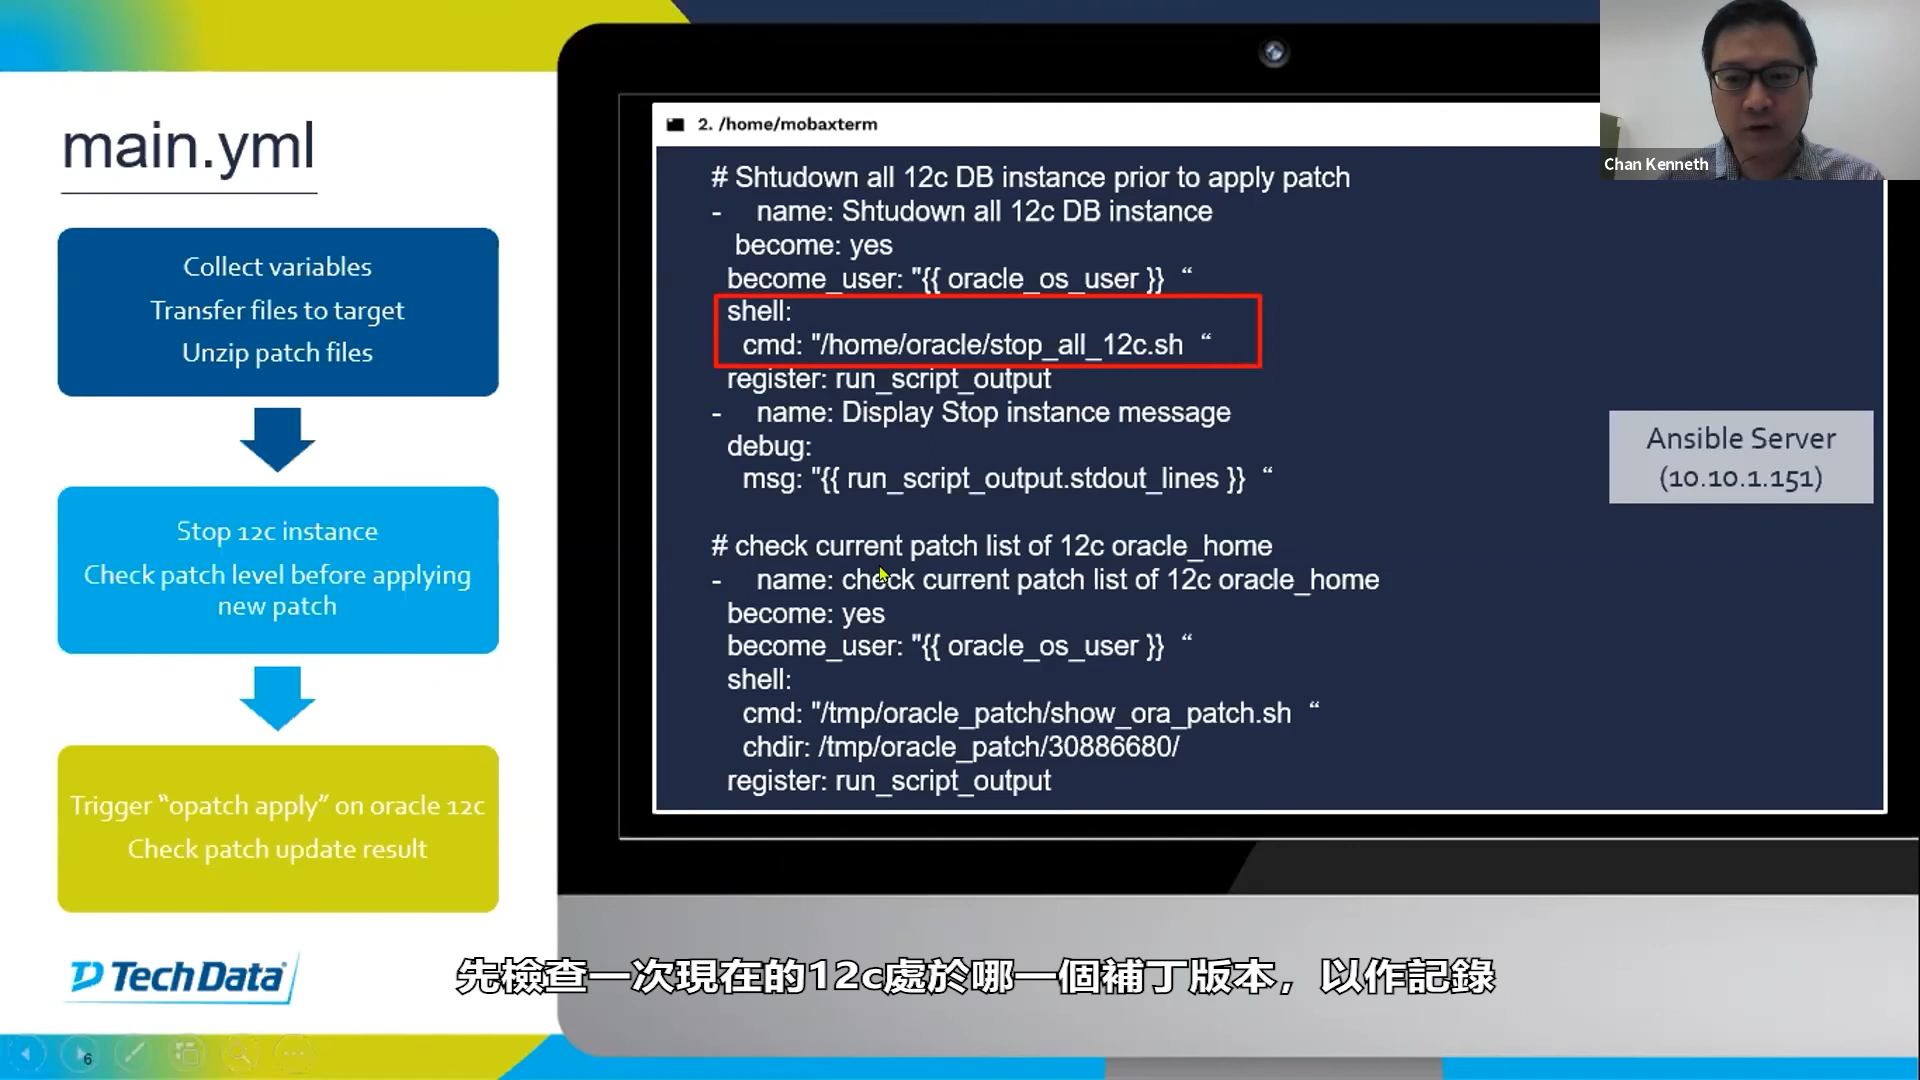 main.yml
Collect variables
Transfer files to target
Unzip patch files
Stop 12c instance
Check patch level before applying
new patch
Trigger “opatch apply” on oracle 12c
Check patch update result
TechData
6
2. /home/mobaxterm
# Shtudown all 12c DB instance prior to apply patch
- name: Shtudown all 12c DB instance
become: yes
become_user: "{{ oracle_os_user }} “
shell:
cmd: "/home/oracle/stop_all_12c.sh “
register: run_script_output
- name: Display Stop instance message
debug:
msg: "{{ run_script_output.stdout_lines }} “
# check current patch list of 12c oracle_home
- name: check current patch list of 12c oracle_home
become: yes
become_user: "{{ oracle_os_user }} “
shell:
cmd: "/tmp/oracle_patch/show_ora_patch.sh “
chdir: /tmp/oracle_patch/30886680/
register: run_script_output
Ansible Server
(10.10.1.151)
Chan Kenneth
先檢查一次現在的12c處於哪一個補丁版本，以作記錄